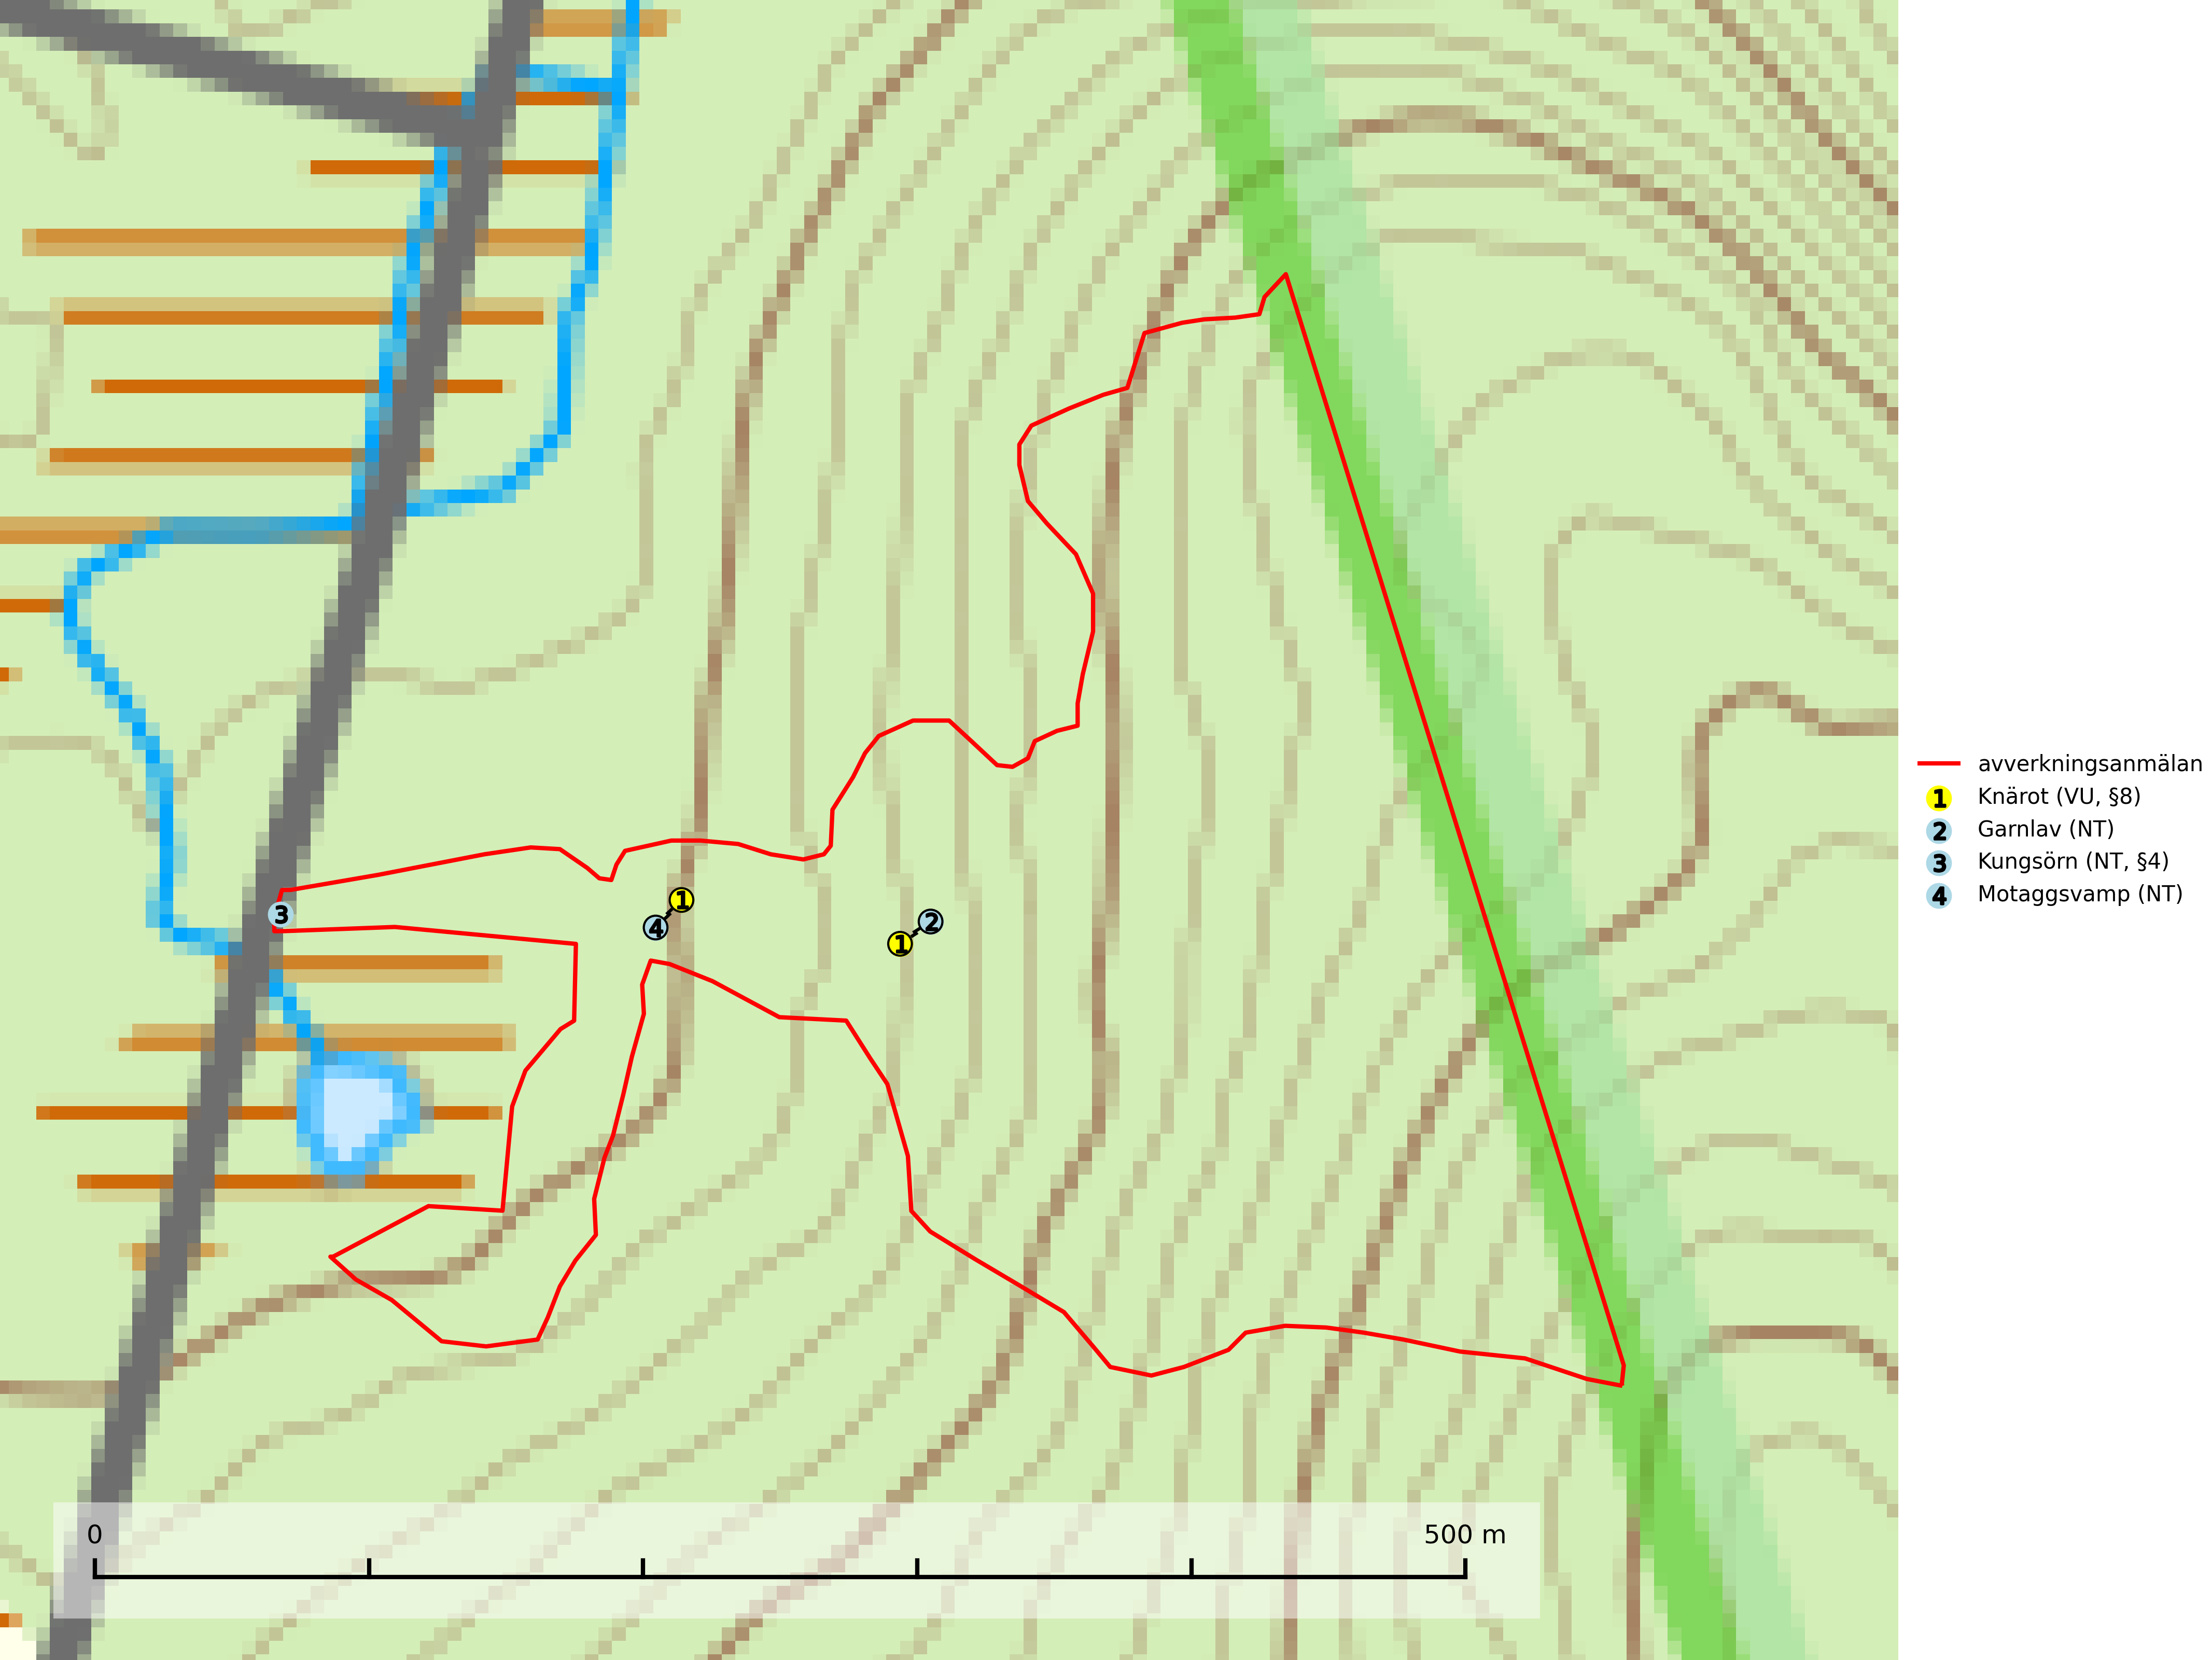 avverkningsanmälan
1 Knärot (VU, §8)
2 Garnlav (NT)
3 Kungsörn (NT, §4)
4 Motaggsvamp (NT)
1
4
2
1
3
0 500 m